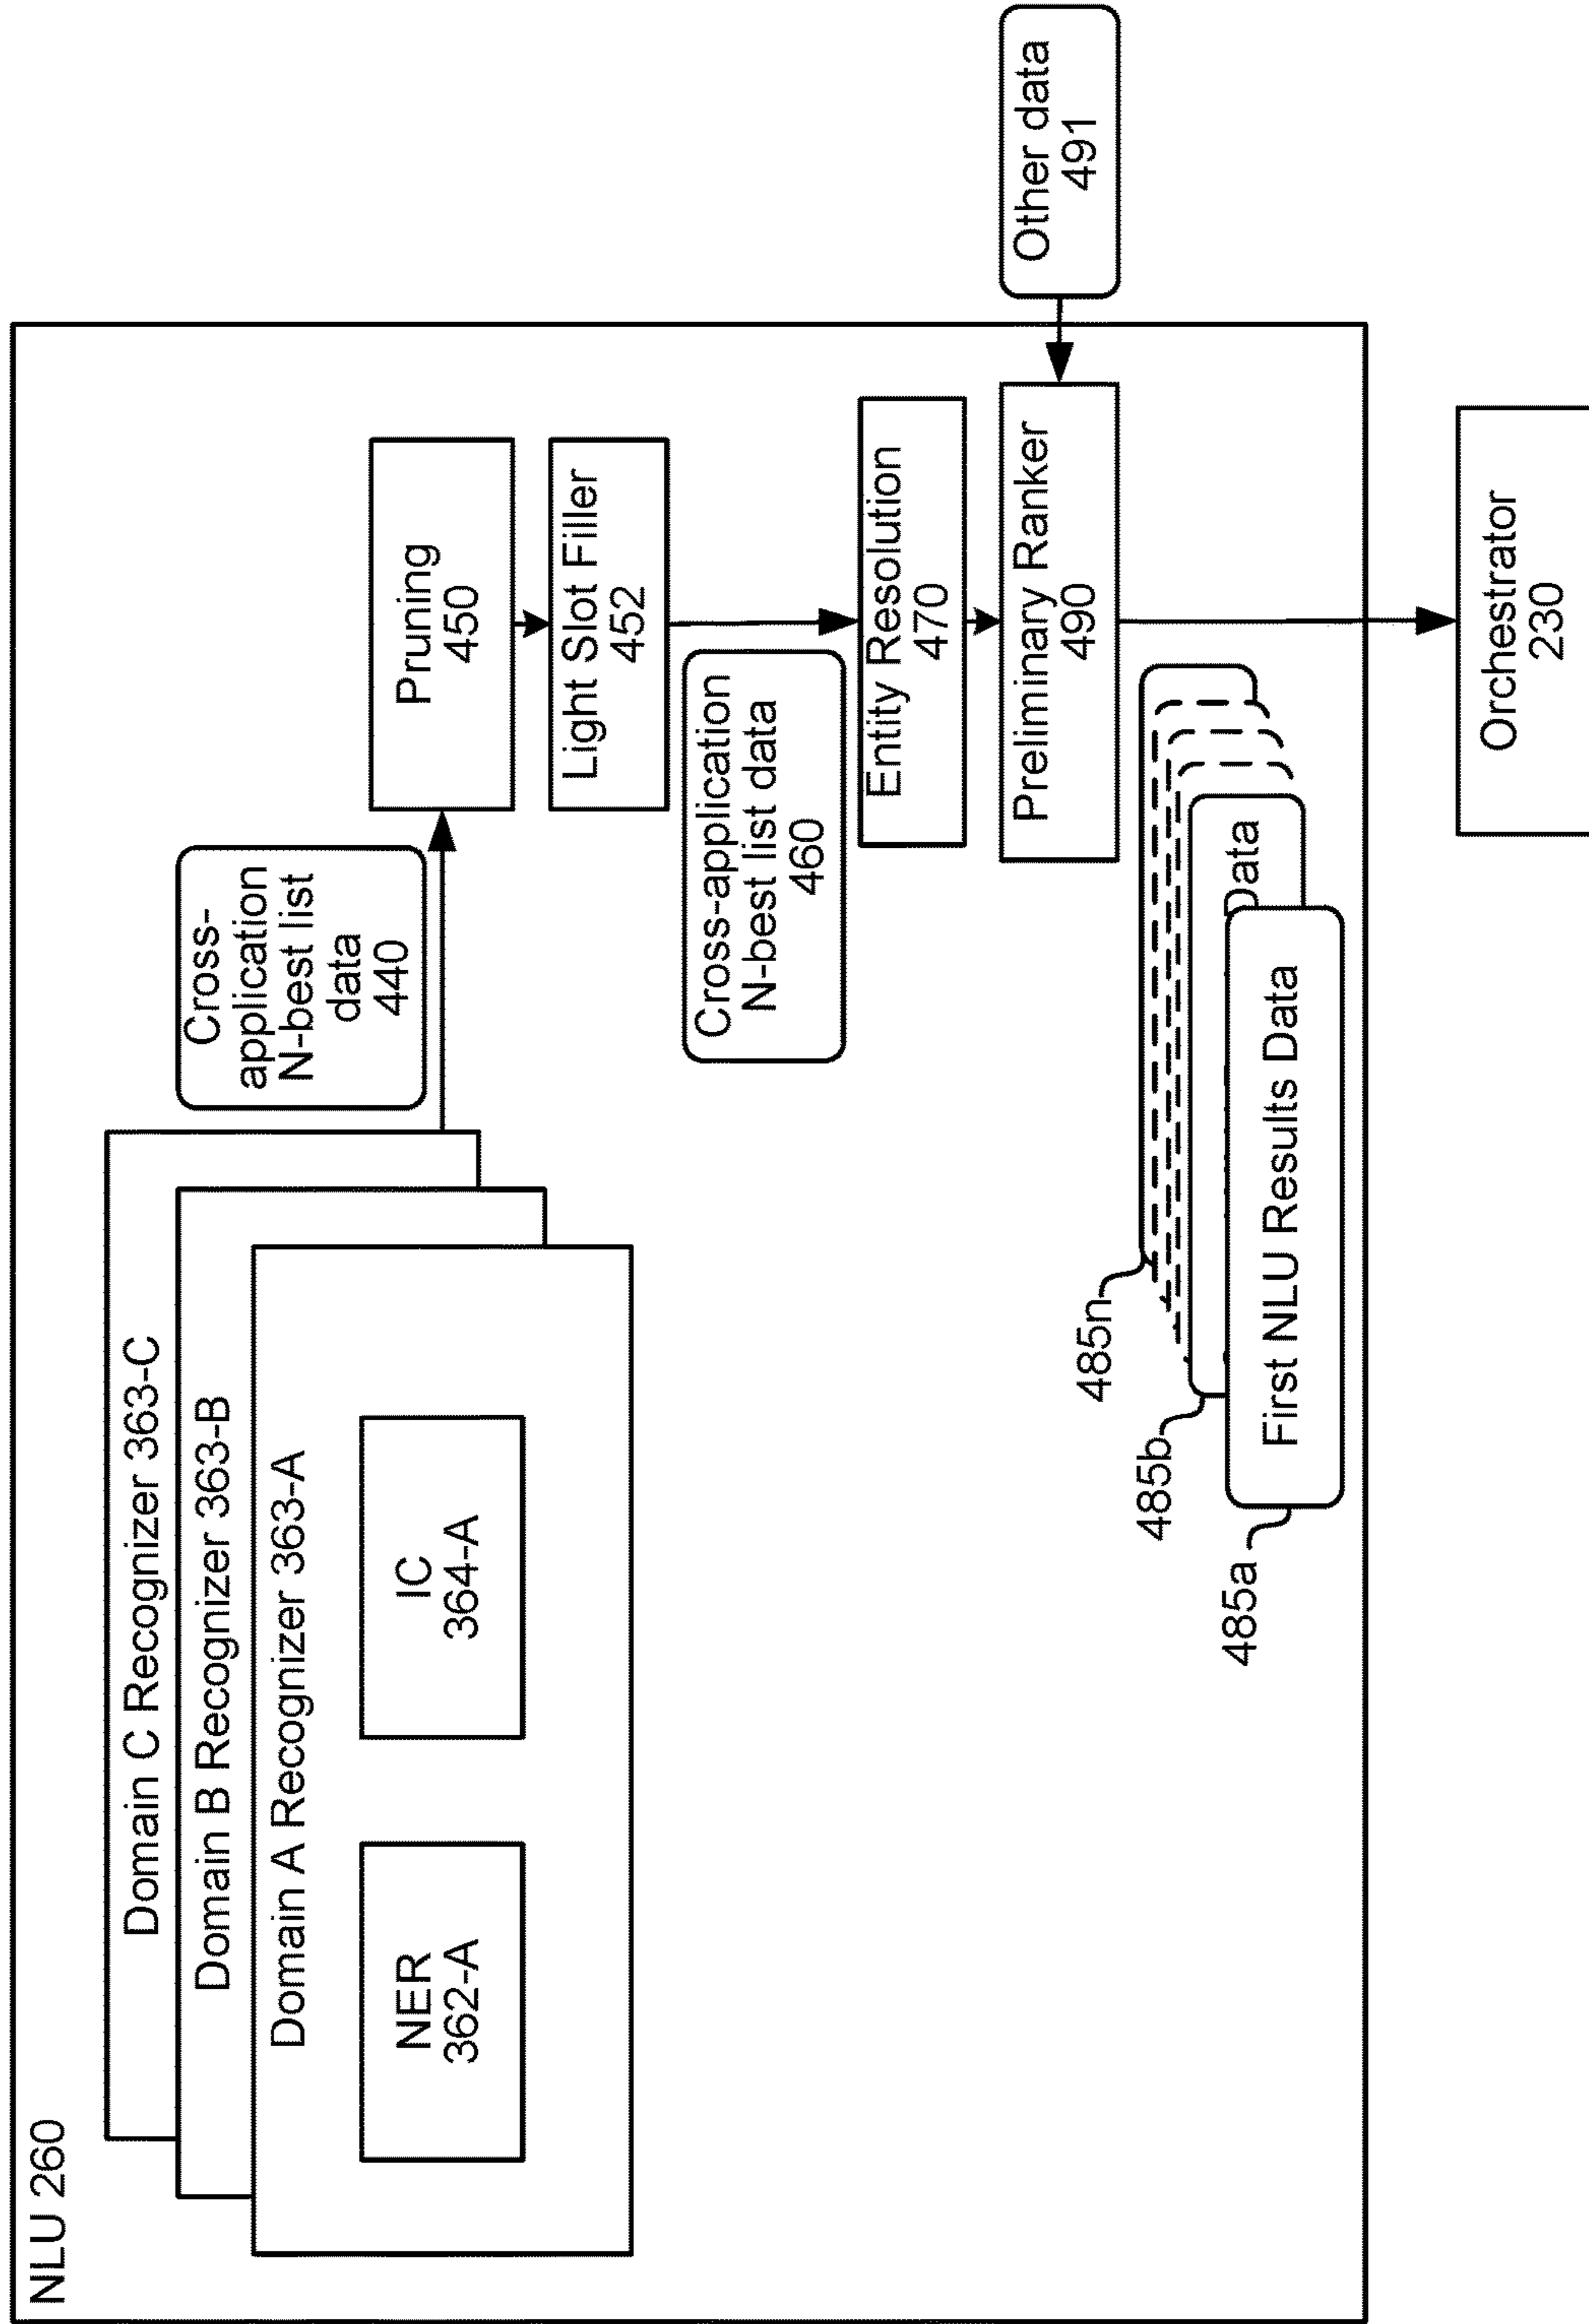 NLU 260
Domain C Recognizer 363-C
Domain B Recognizer 363-B
Domain A Recognizer 363-A
NER
362-A
IC
364-A
Cross-
application
N-best list
data
440
Pruning
450
Light Slot Filler
452
Cross-application
N-best list data
460
Entity Resolution
470
Preliminary Ranker
490
Other data
491
485n
485b
Data
485a
First NLU Results Data
Orchestrator
230